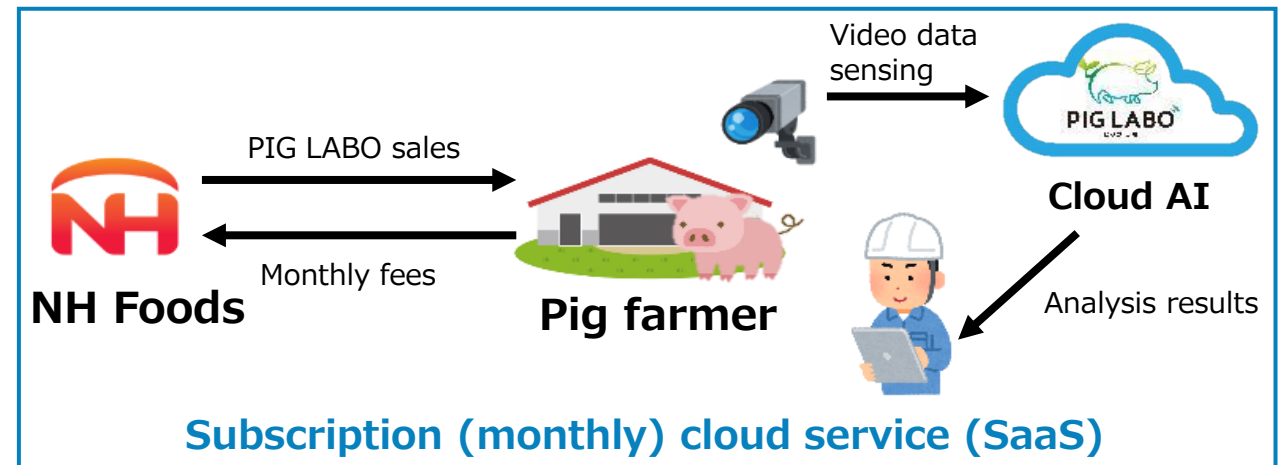 Video data
sensing
PIG LABO
PIG LABO sales
Cloud AI
NH
Monthly fees
Analysis results
NH Foods
Pig farmer
Subscription (monthly) cloud service (SaaS)